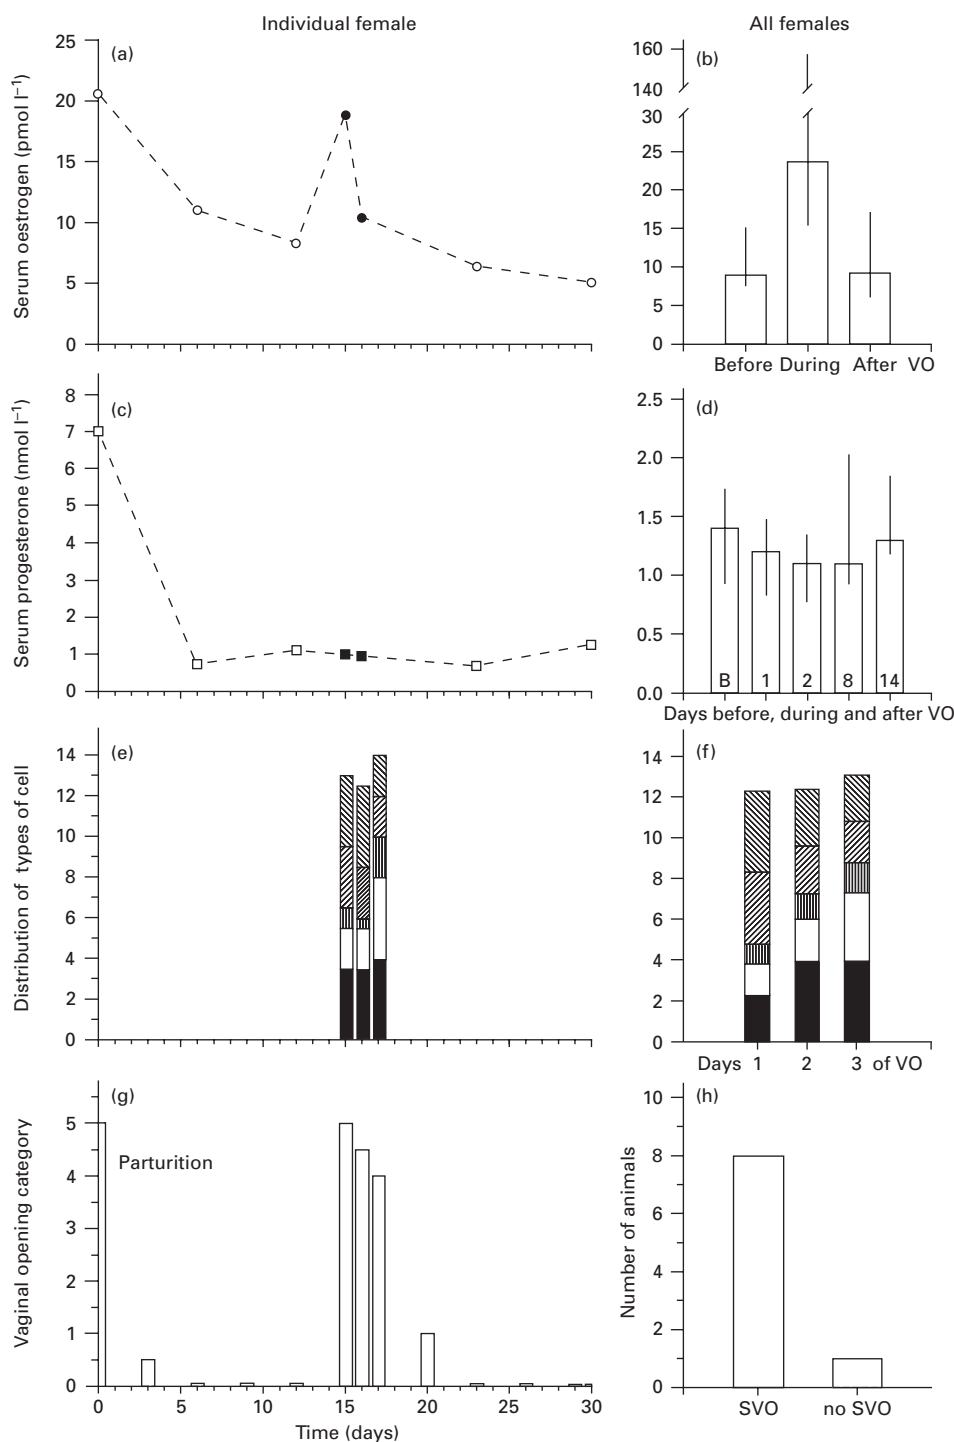 Individual female
All females
(a)
Serum oestrogen (pmol l⁻¹)
25
20
15
10
5
0
(b)
160
140
30
25
20
15
10
5
0
Before During After VO
(c)
Serum progesterone (nmol l⁻¹)
8
7
6
5
4
3
2
1
0
(d)
2.5
2.0
1.5
1.0
0.5
0.0
B 1 2 8 14
Days before, during and after VO
(e)
Distribution of types of cell
14
12
10
8
6
4
2
0
(f)
14
12
10
8
6
4
2
0
Days 1 2 3 of VO
(g)
Vaginal opening category
Parturition
5
4
3
2
1
0
0 5 10 15 20 25 30
Time (days)
(h)
Number of animals
10
8
6
4
2
0
SVO no SVO